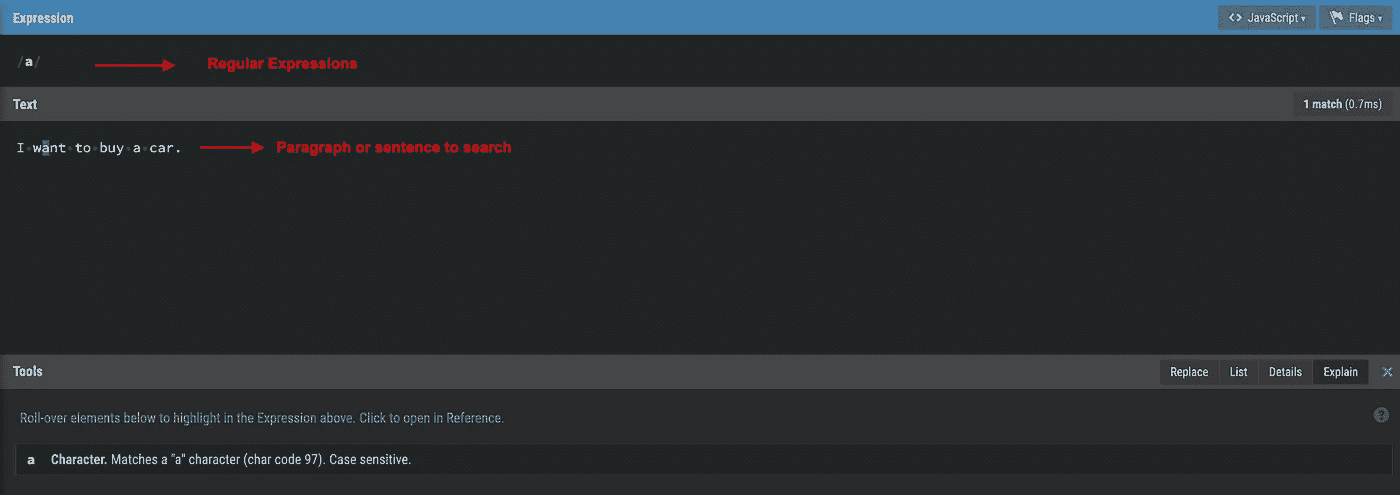 Expression
<> JavaScript ▾
Flags ▾
/a/
Regular Expressions
Text
1 match (0.7ms)
I·want·to·buy·a·car.
Paragraph or sentence to search
Tools
Replace
List
Details
Explain
Roll-over elements below to highlight in the Expression above. Click to open in Reference.
?
a Character. Matches a "a" character (char code 97). Case sensitive.